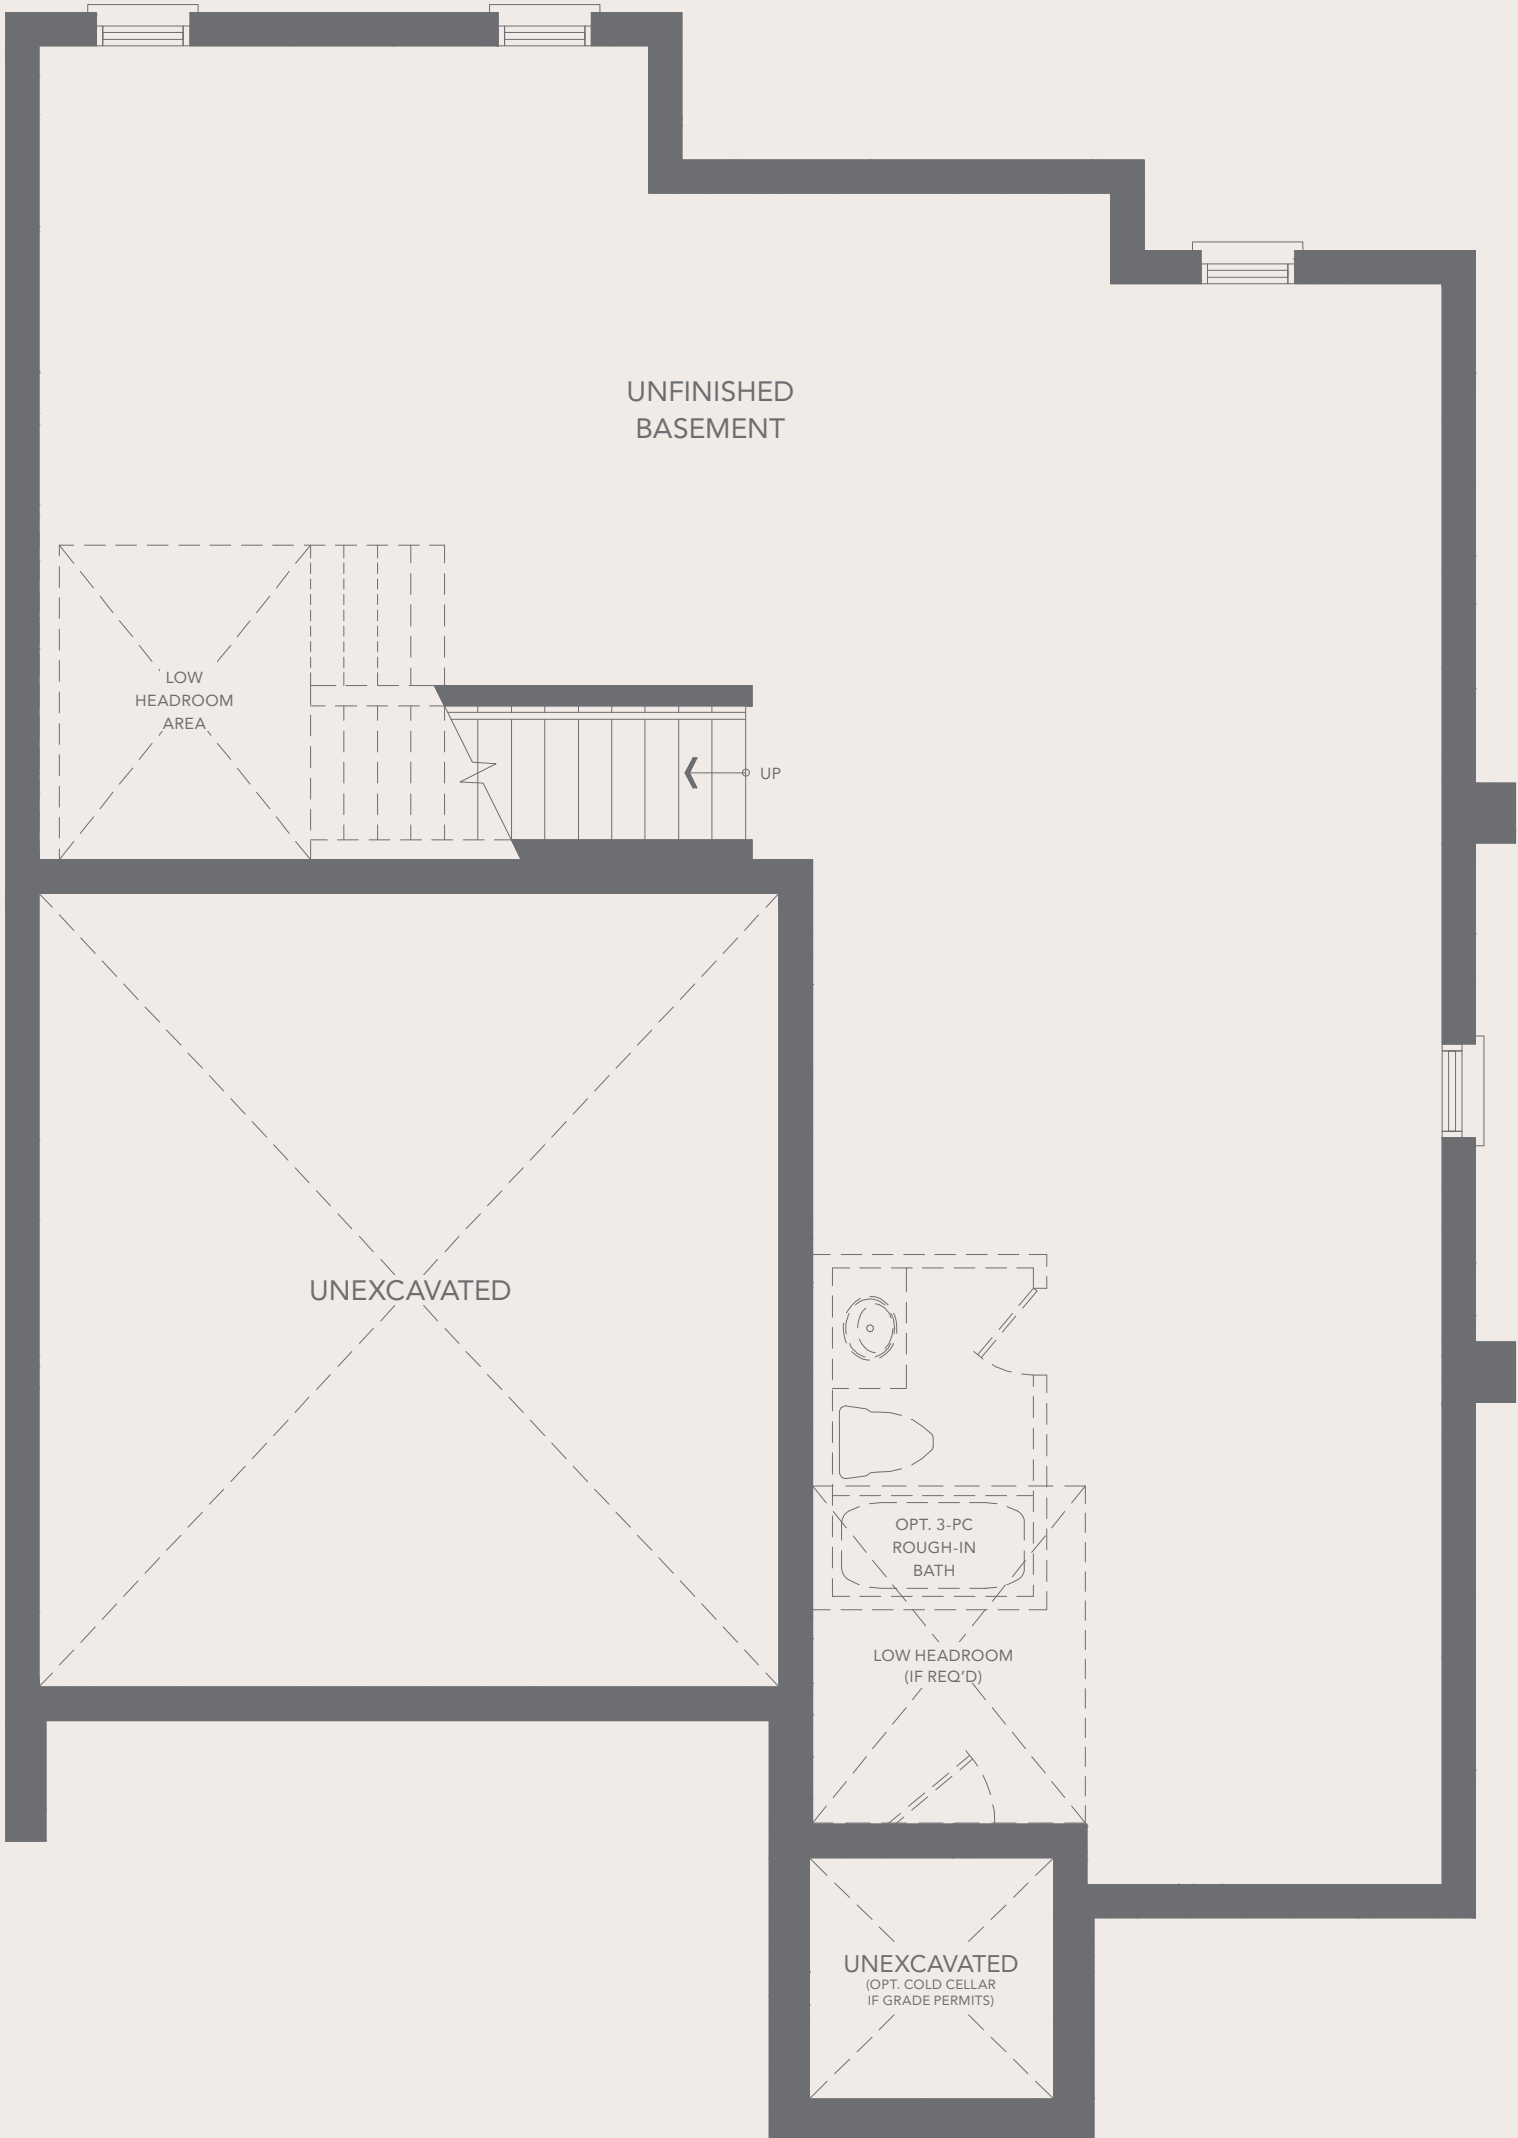 UNFINISHED
BASEMENT
LOW
HEADROOM
AREA
UP
UNEXCAVATED
OPT. 3-PC
ROUGH-IN
BATH
LOW HEADROOM
(IF REQ'D)
UNEXCAVATED
(OPT. COLD CELLAR
IF GRADE PERMITS)